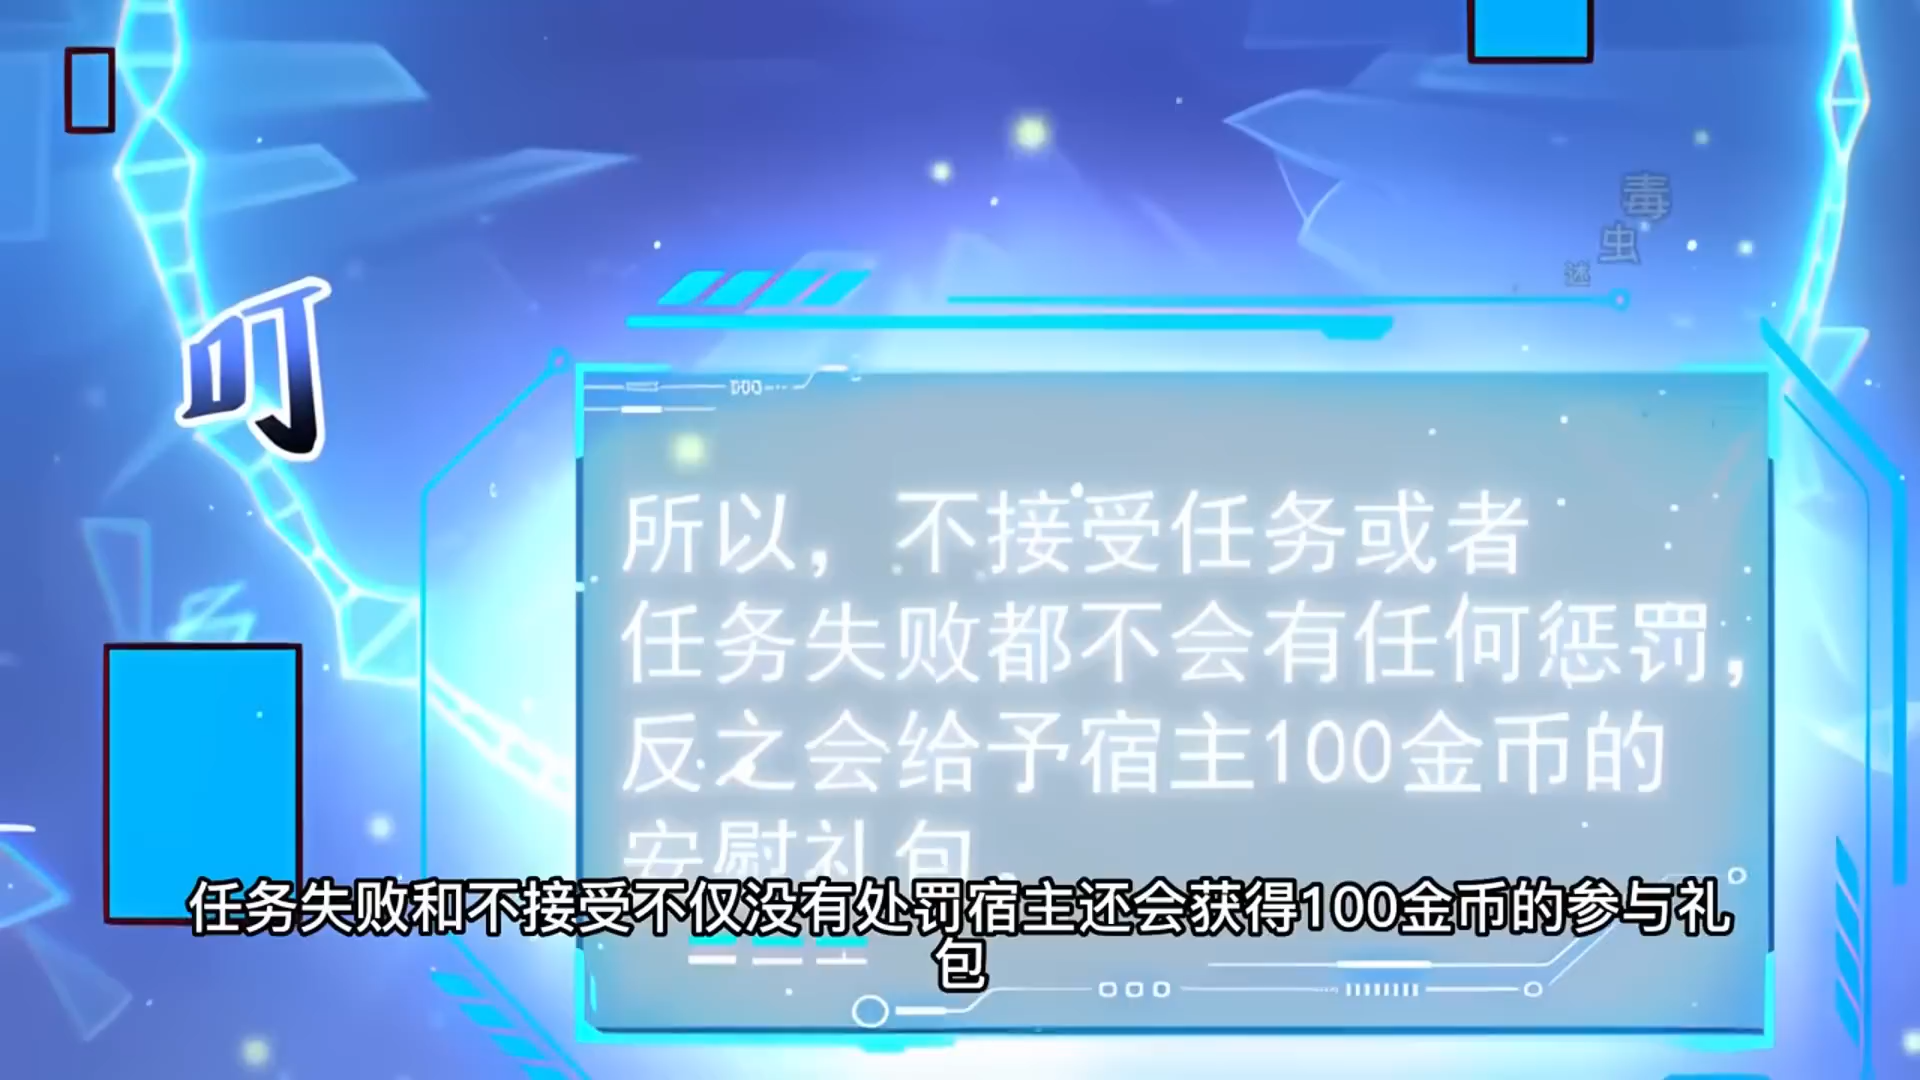 毒
虫
迷
叮
所以，不接受任务或者
任务失败都不会有任何惩罚，
反之会给予宿主100金币的
安慰礼包。
任务失败和不接受不仅没有处罚宿主还会获得100金币的参与礼
包